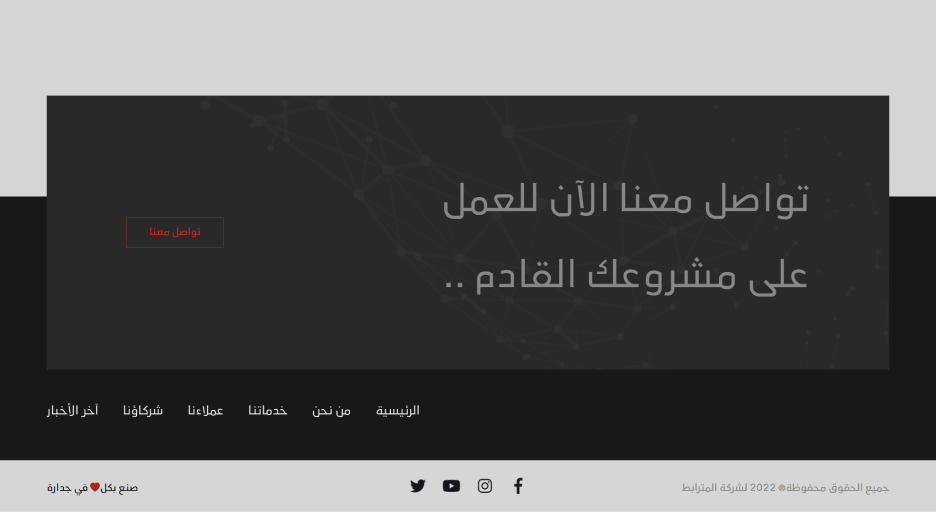 تواصل معنا الآن للعمل
على مشروعك القادم ..
تواصل معنا
الرئيسية
من نحن
خدماتنا
عملاءنا
شركاؤنا
آخر الأخبار
جميع الحقوق محفوظة® 2022 لشركة المترابط
صنع بكل❤في جدارة